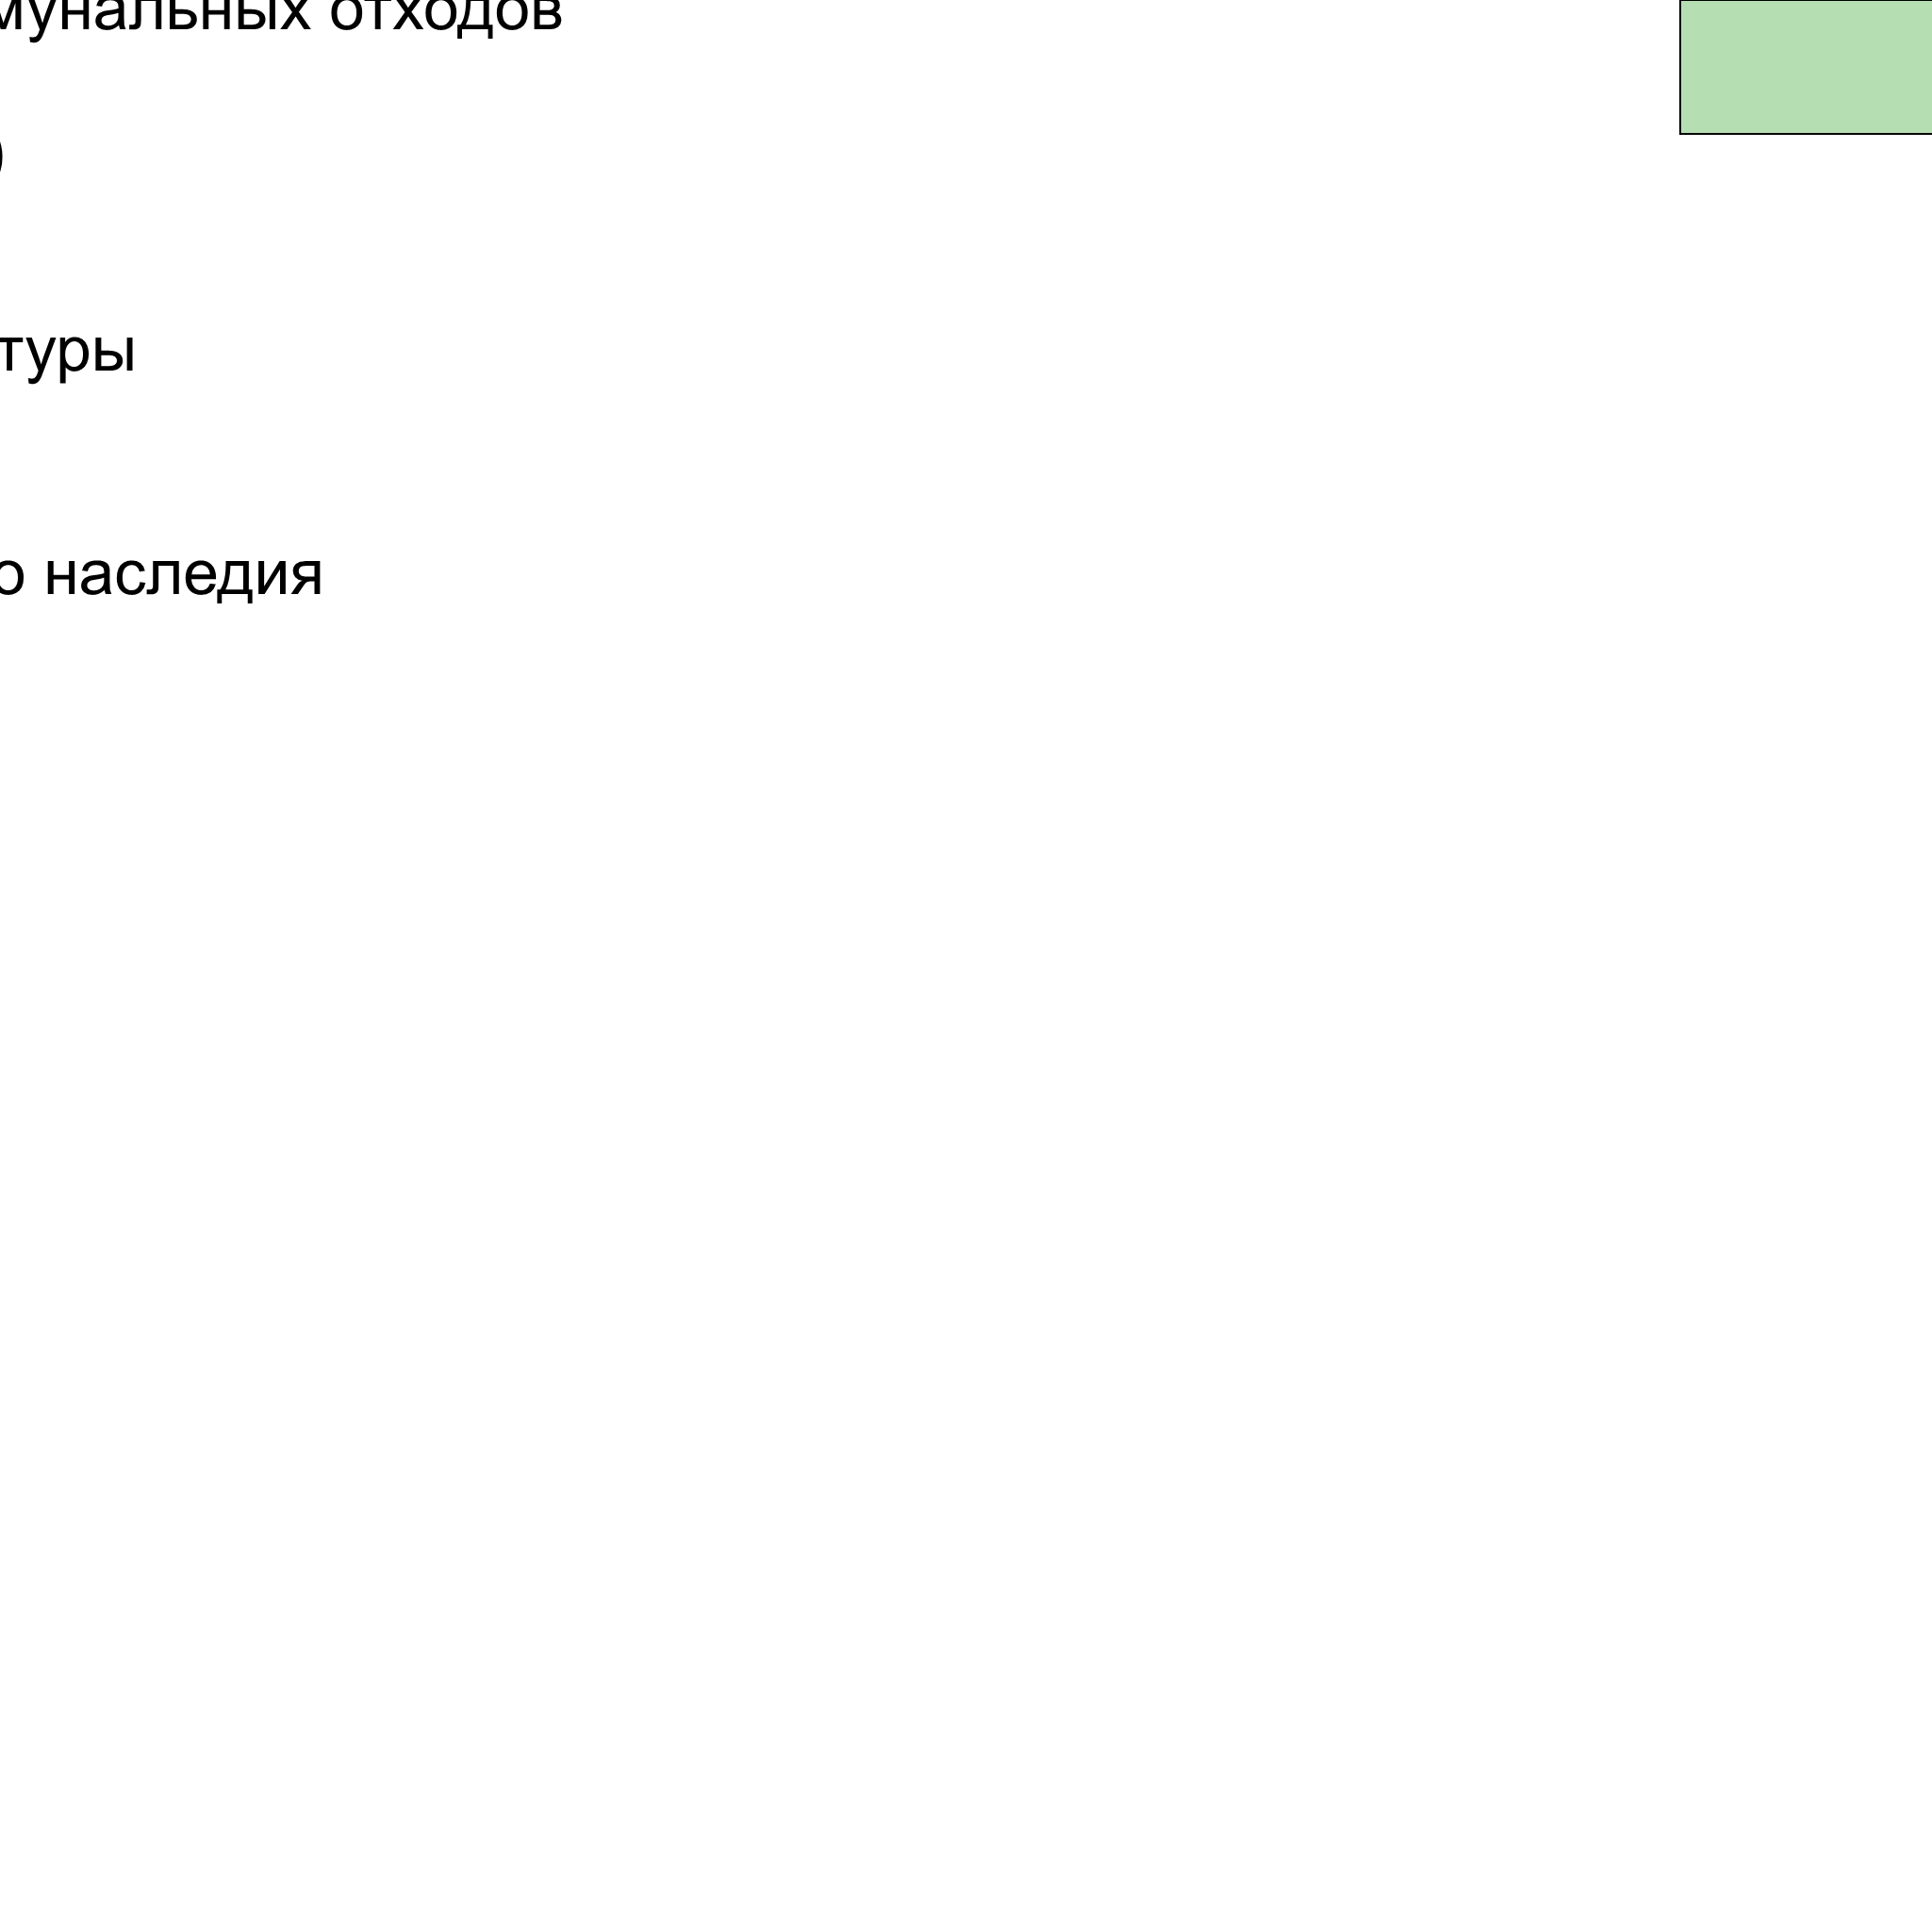 мунальных отходов
)
туры
о наследия